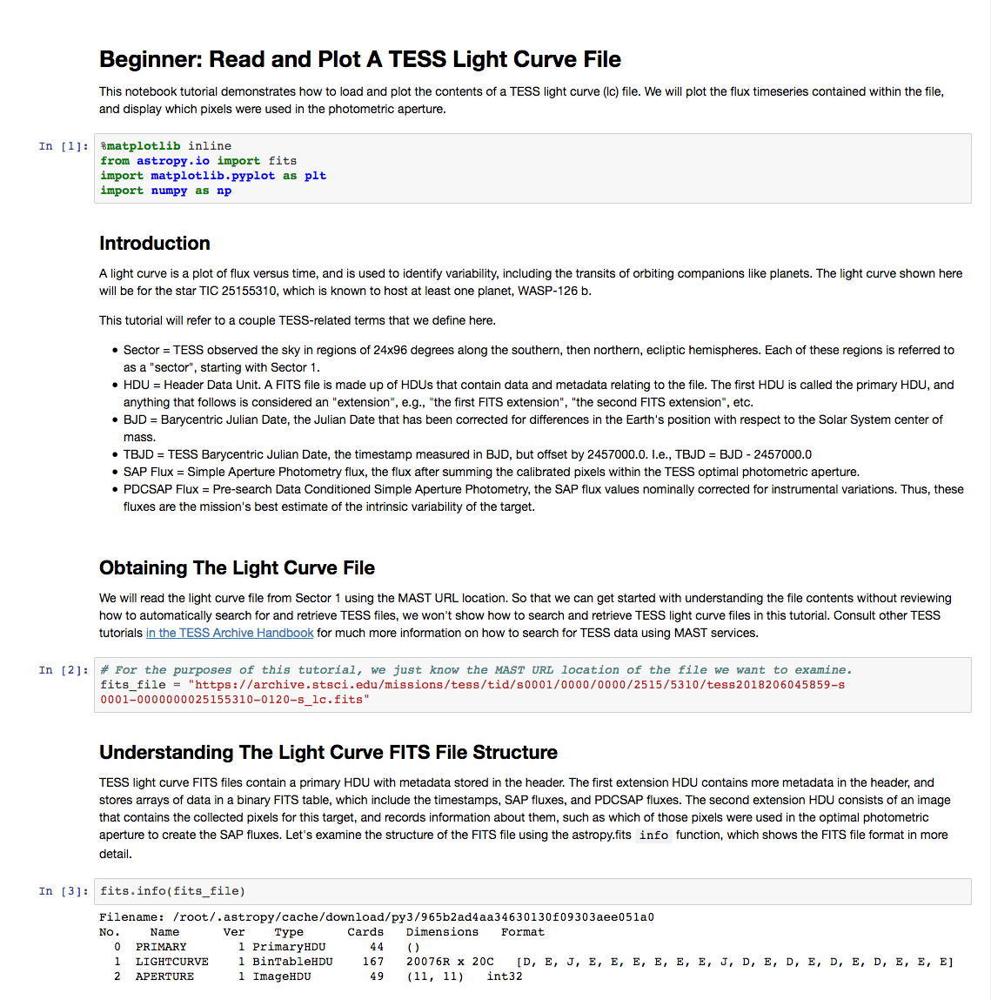 Beginner: Read and Plot A TESS Light Curve File
This notebook tutorial demonstrates how to load and plot the contents of a TESS light curve (lc) file. We will plot the flux timeseries contained within the file,
and display which pixels were used in the photometric aperture.
In [1]: %matplotlib inline
from astropy.io import fits
import matplotlib.pyplot as plt
import numpy as np
Introduction
A light curve is a plot of flux versus time, and is used to identify variability, including the transits of orbiting companions like planets. The light curve shown here
will be for the star TIC 25155310, which is known to host at least one planet, WASP-126 b.
This tutorial will refer to a couple TESS-related terms that we define here.
• Sector = TESS observed the sky in regions of 24x96 degrees along the southern, then northern, ecliptic hemispheres. Each of these regions is referred to
as a "sector", starting with Sector 1.
• HDU = Header Data Unit. A FITS file is made up of HDUs that contain data and metadata relating to the file. The first HDU is called the primary HDU, and
anything that follows is considered an "extension", e.g., "the first FITS extension", "the second FITS extension", etc.
• BJD = Barycentric Julian Date, the Julian Date that has been corrected for differences in the Earth's position with respect to the Solar System center of
mass.
• TBJD = TESS Barycentric Julian Date, the timestamp measured in BJD, but offset by 2457000.0. I.e., TBJD = BJD - 2457000.0
• SAP Flux = Simple Aperture Photometry flux, the flux after summing the calibrated pixels within the TESS optimal photometric aperture.
• PDCSAP Flux = Pre-search Data Conditioned Simple Aperture Photometry, the SAP flux values nominally corrected for instrumental variations. Thus, these
fluxes are the mission's best estimate of the intrinsic variability of the target.
Obtaining The Light Curve File
We will read the light curve file from Sector 1 using the MAST URL location. So that we can get started with understanding the file contents without reviewing
how to automatically search for and retrieve TESS files, we won't show how to search and retrieve TESS light curve files in this tutorial. Consult other TESS
tutorials in the TESS Archive Handbook for much more information on how to search for TESS data using MAST services.
In [2]: # For the purposes of this tutorial, we just know the MAST URL location of the file we want to examine.
fits_file = "https://archive.stsci.edu/missions/tess/tid/s0001/0000/0000/2515/5310/tess2018206045859-s
0001-0000000025155310-0120-s_lc.fits"
Understanding The Light Curve FITS File Structure
TESS light curve FITS files contain a primary HDU with metadata stored in the header. The first extension HDU contains more metadata in the header, and
stores arrays of data in a binary FITS table, which include the timestamps, SAP fluxes, and PDCSAP fluxes. The second extension HDU consists of an image
that contains the collected pixels for this target, and records information about them, such as which of those pixels were used in the optimal photometric
aperture to create the SAP fluxes. Let's examine the structure of the FITS file using the astropy.fits info function, which shows the FITS file format in more
detail.
In [3]: fits.info(fits_file)
Filename: /root/.astropy/cache/download/py3/965b2ad4aa34630130f09303aee051a0
No. Name Ver Type Cards Dimensions Format
0 PRIMARY 1 PrimaryHDU 44 ()
1 LIGHTCURVE 1 BinTableHDU 167 20076R x 20C [D, E, J, E, E, E, E, E, E, J, D, E, D, E, D, E, D, E, E, E]
2 APERTURE 1 ImageHDU 49 (11, 11) int32